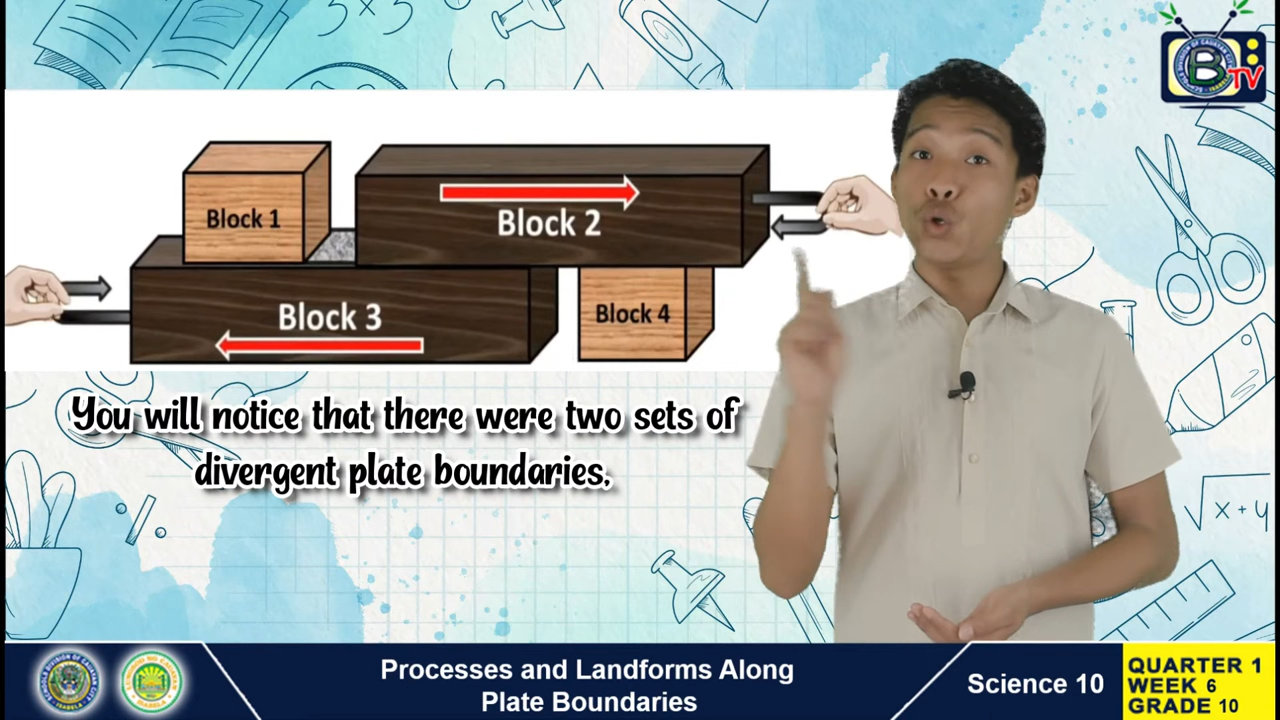 B
TV
Block 1
Block 2
Block 3
Block 4
You will notice that there were two sets of
divergent plate boundaries,
√x+y
Processes and Landforms Along
Plate Boundaries
Science 10
QUARTER 1
WEEK 6
GRADE 10